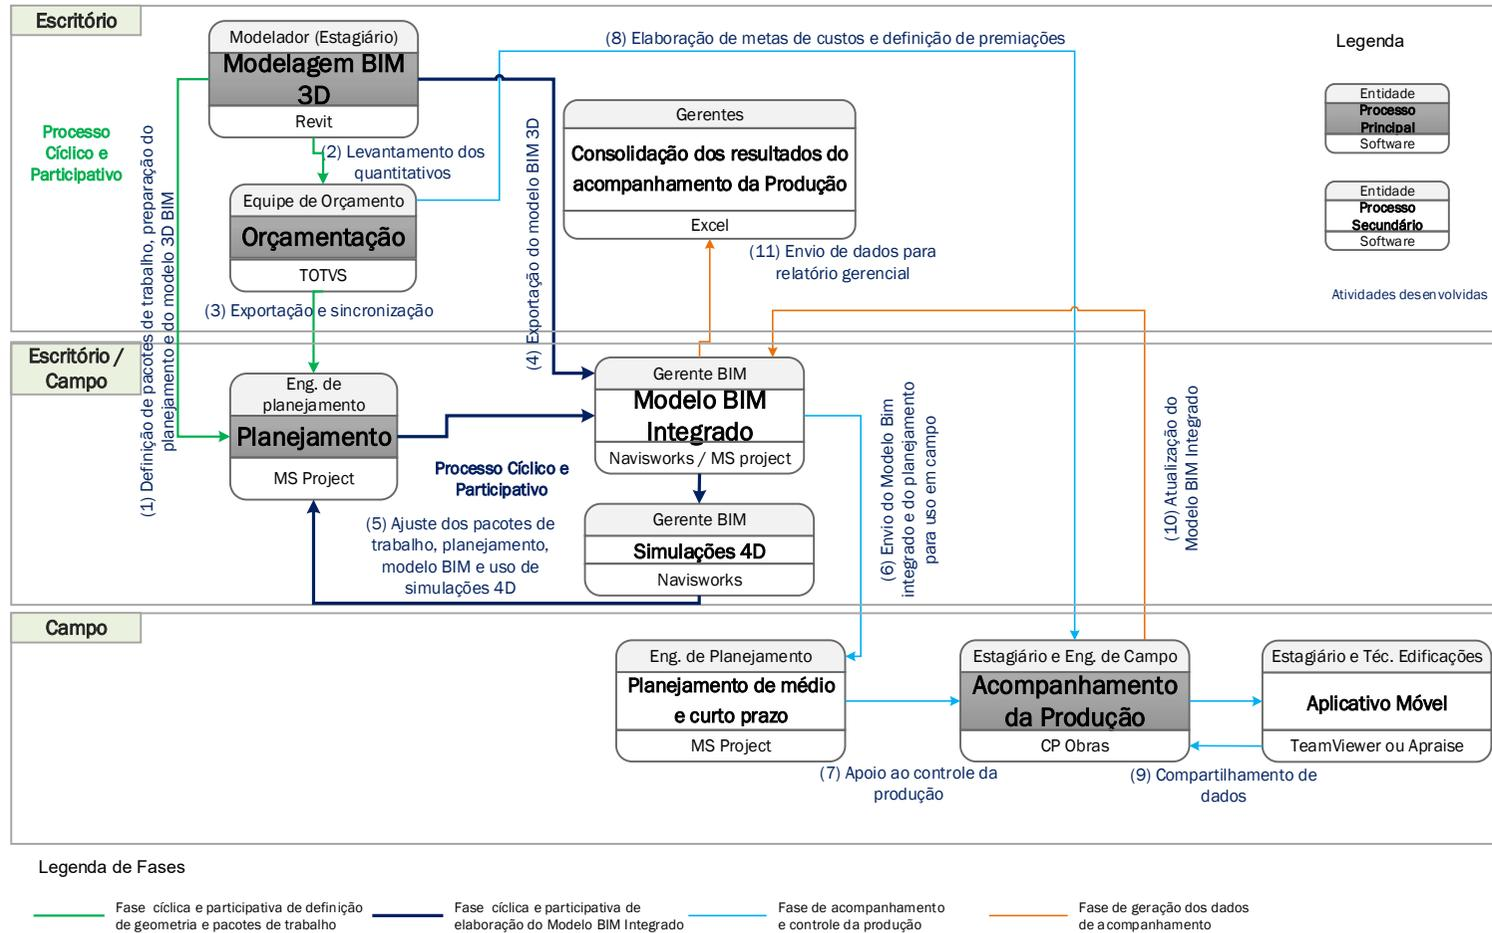 Escritório
Modelador (Estagiário)
Modelagem BIM
3D
Revit
(8) Elaboração de metas de custos e definição de premiações
Legenda
Entidade
Processo
Principal
Software
Entidade
Processo
Secundário
Software
Atividades desenvolvidas
Processo
Cíclico e
Participativo
(1) Definição de pacotes de trabalho, preparação do
planejamento e do modelo 3D BIM
(2) Levantamento dos
quantitativos
Equipe de Orçamento
Orçamentação
TOTVS
(3) Exportação e sincronização
(4) Exportação do modelo BIM 3D
Gerentes
Consolidação dos resultados do
acompanhamento da Produção
Excel
(11) Envio de dados para
relatório gerencial
Escritório /
Campo
Eng. de
planejamento
Planejamento
MS Project
Gerente BIM
Modelo BIM
Integrado
Navisworks / MS project
Processo Cíclico e
Participativo
(5) Ajuste dos pacotes de
trabalho, planejamento,
modelo BIM e uso de
simulações 4D
Gerente BIM
Simulações 4D
Navisworks
(6) Envio do Modelo Bim
integrado e do planejamento
para uso em campo
(10) Atualização do
Modelo BIM Integrado
Campo
Eng. de Planejamento
Planejamento de médio
e curto prazo
MS Project
(7) Apoio ao controle da
produção
Estagiário e Eng. de Campo
Acompanhamento
da Produção
CP Obras
Estagiário e Téc. Edificações
Aplicativo Móvel
TeamViewer ou Apraise
(9) Compartilhamento de
dados
Legenda de Fases
Fase cíclica e participativa de definição
de geometria e pacotes de trabalho
Fase cíclica e participativa de
elaboração do Modelo BIM Integrado
Fase de acompanhamento
e controle da produção
Fase de geração dos dados
de acompanhamento